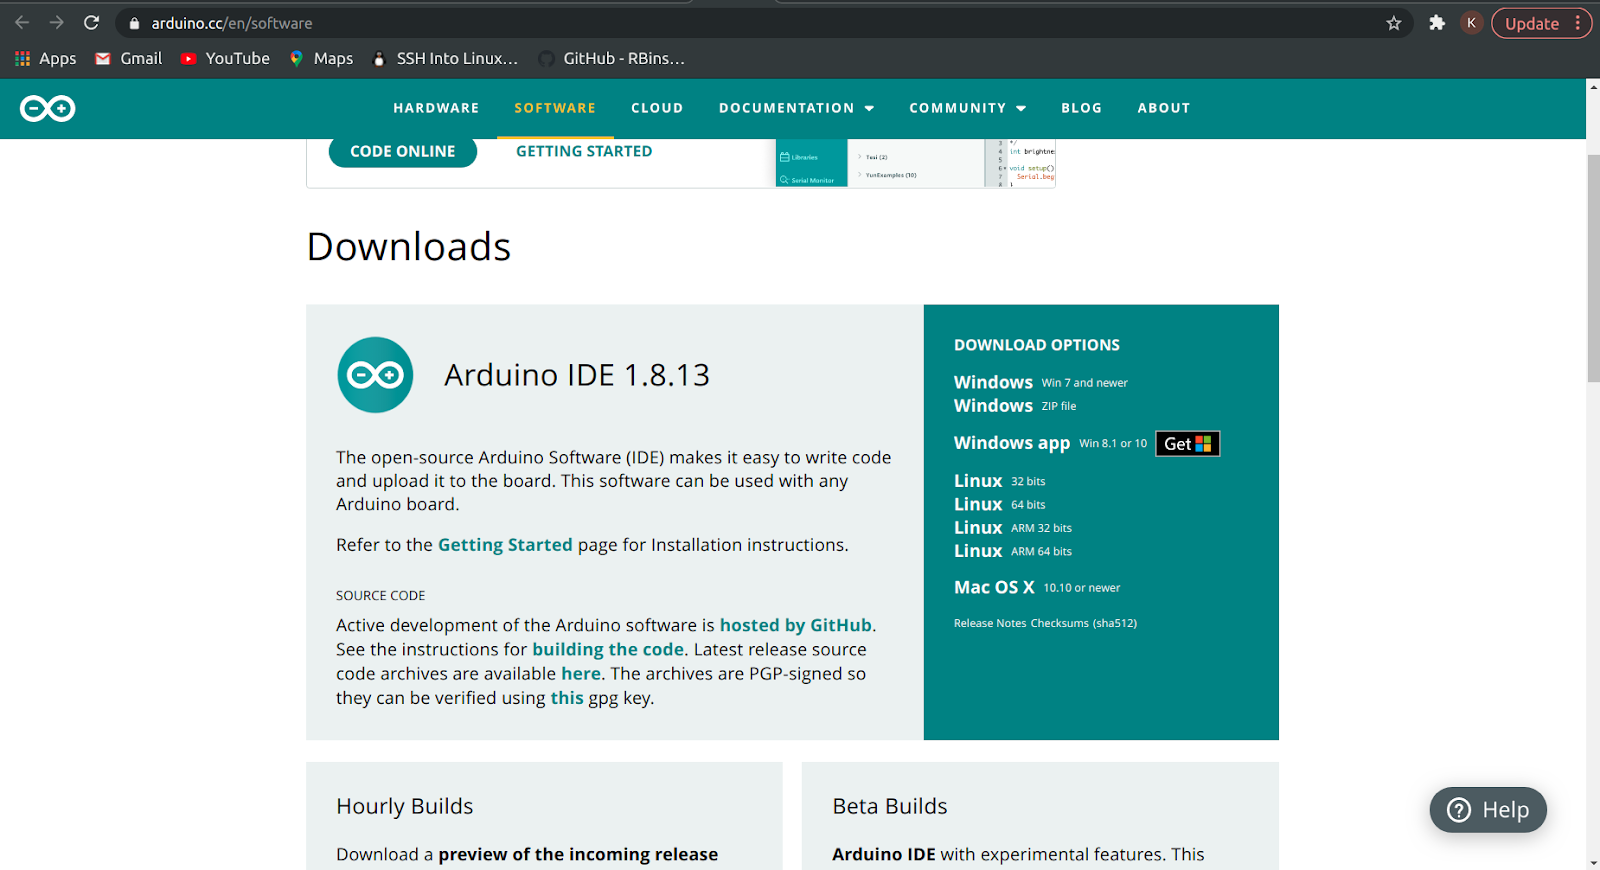 arduino.cc/en/software
K
Update
Apps
Gmail
YouTube
Maps
SSH Into Linux...
GitHub - RBins...
HARDWARE
SOFTWARE
CLOUD
DOCUMENTATION
COMMUNITY
BLOG
ABOUT
CODE ONLINE
GETTING STARTED
Libraries
Serial Monitor
Test (2)
YunExamples (10)
3 */
4 int brightne
5
6 void setup()
7 Serial.beg
8 }
Downloads
Arduino IDE 1.8.13
The open-source Arduino Software (IDE) makes it easy to write code
and upload it to the board. This software can be used with any
Arduino board.
Refer to the Getting Started page for Installation instructions.
SOURCE CODE
Active development of the Arduino software is hosted by GitHub.
See the instructions for building the code. Latest release source
code archives are available here. The archives are PGP-signed so
they can be verified using this gpg key.
DOWNLOAD OPTIONS
Windows Win 7 and newer
Windows ZIP file
Windows app Win 8.1 or 10 Get
Linux 32 bits
Linux 64 bits
Linux ARM 32 bits
Linux ARM 64 bits
Mac OS X 10.10 or newer
Release Notes Checksums (sha512)
Hourly Builds
Download a preview of the incoming release
Beta Builds
Arduino IDE with experimental features. This
Help